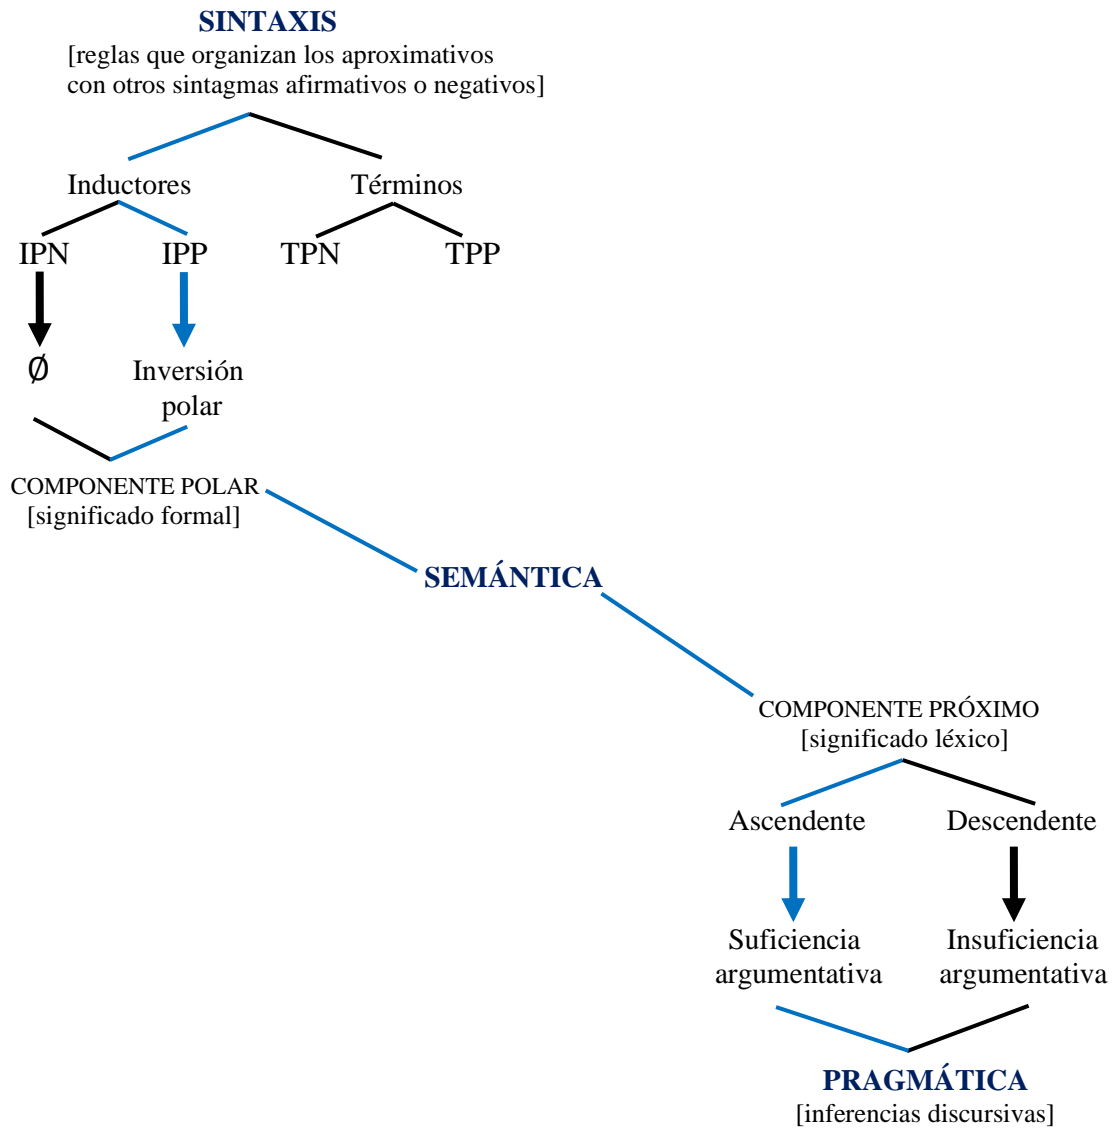 SINTAXIS
[reglas que organizan los aproximativos
con otros sintagmas afirmativos o negativos]
Inductores
Términos
IPN
IPP
TPN
TPP
Ø
Inversión
polar
COMPONENTE POLAR
[significado formal]
SEMÁNTICA
COMPONENTE PRÓXIMO
[significado léxico]
Ascendente
Descendente
Suficiencia
argumentativa
Insuficiencia
argumentativa
PRAGMÁTICA
[inferencias discursivas]